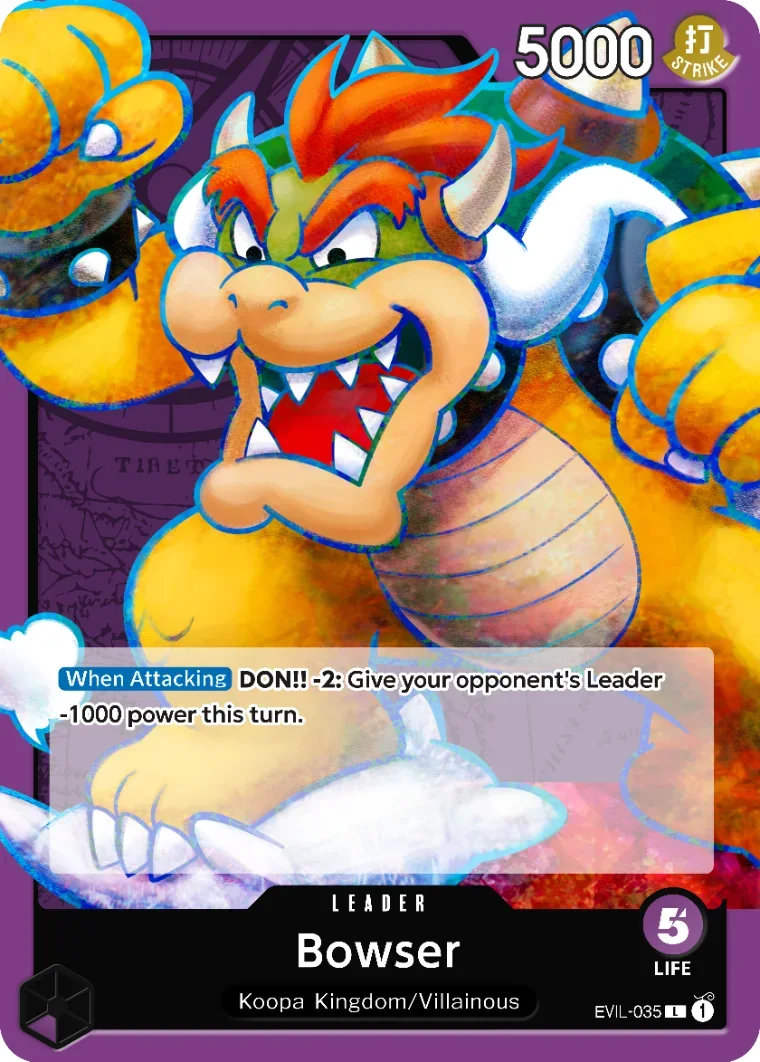 5000
打
STRIKE
TIBET
When Attacking DON!! -2: Give your opponent's Leader
-1000 power this turn.
LEADER
Bowser
5
LIFE
Koopa Kingdom/Villainous
EVIL-035 L 1